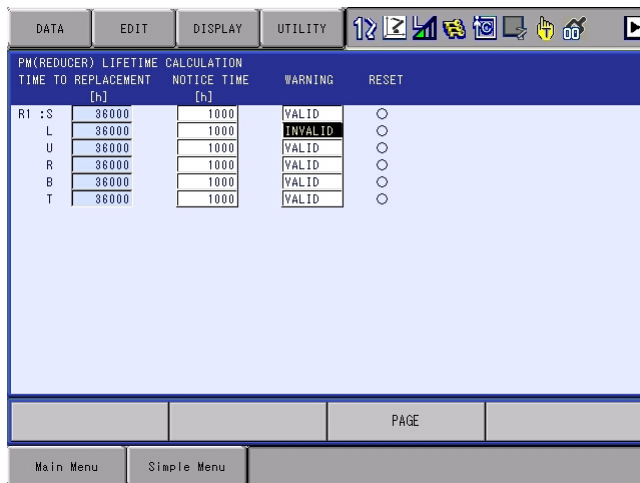 DATA EDIT DISPLAY UTILITY
PM(REDUCER) LIFETIME CALCULATION
TIME TO REPLACEMENT NOTICE TIME WARNING RESET
[h] [h]
R1 :S 36000 1000 VALID
L 36000 1000 INVALID
U 36000 1000 VALID
R 36000 1000 VALID
B 36000 1000 VALID
T 36000 1000 VALID
PAGE
Main Menu Simple Menu